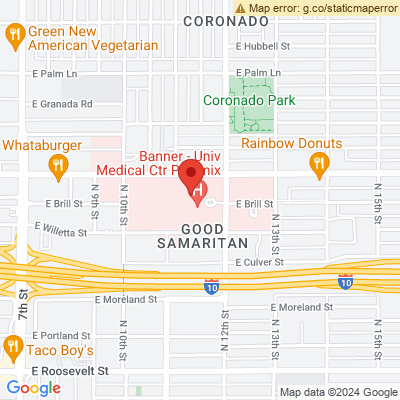 Map error: g.co/staticmaperror
CORONADO
Green New
American Vegetarian
E Hubbell St
E Palm Ln
E Palm Ln
E Granada Rd
Coronado Park
Whataburger
Banner - Univ
Medical Ctr Phoenix
Rainbow Donuts
H
N 9th St
N 10th St
E Brill St
E Brill St
N 13th St
N 15th St
E Willetta St
GOOD
SAMARITAN
E Culver St
7th St
10
10
E Moreland St
E Moreland St
N 10th St
N 12th St
N 13th St
N 15th St
E Portland St
Taco Boy's
E Roosevelt St
Google
Map data ©2024 Google